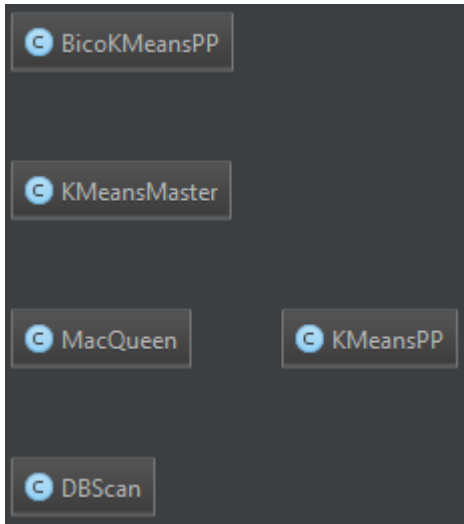 C BicoKMeansPP
C KMeansMaster
C MacQueen
C KMeansPP
C DBScan